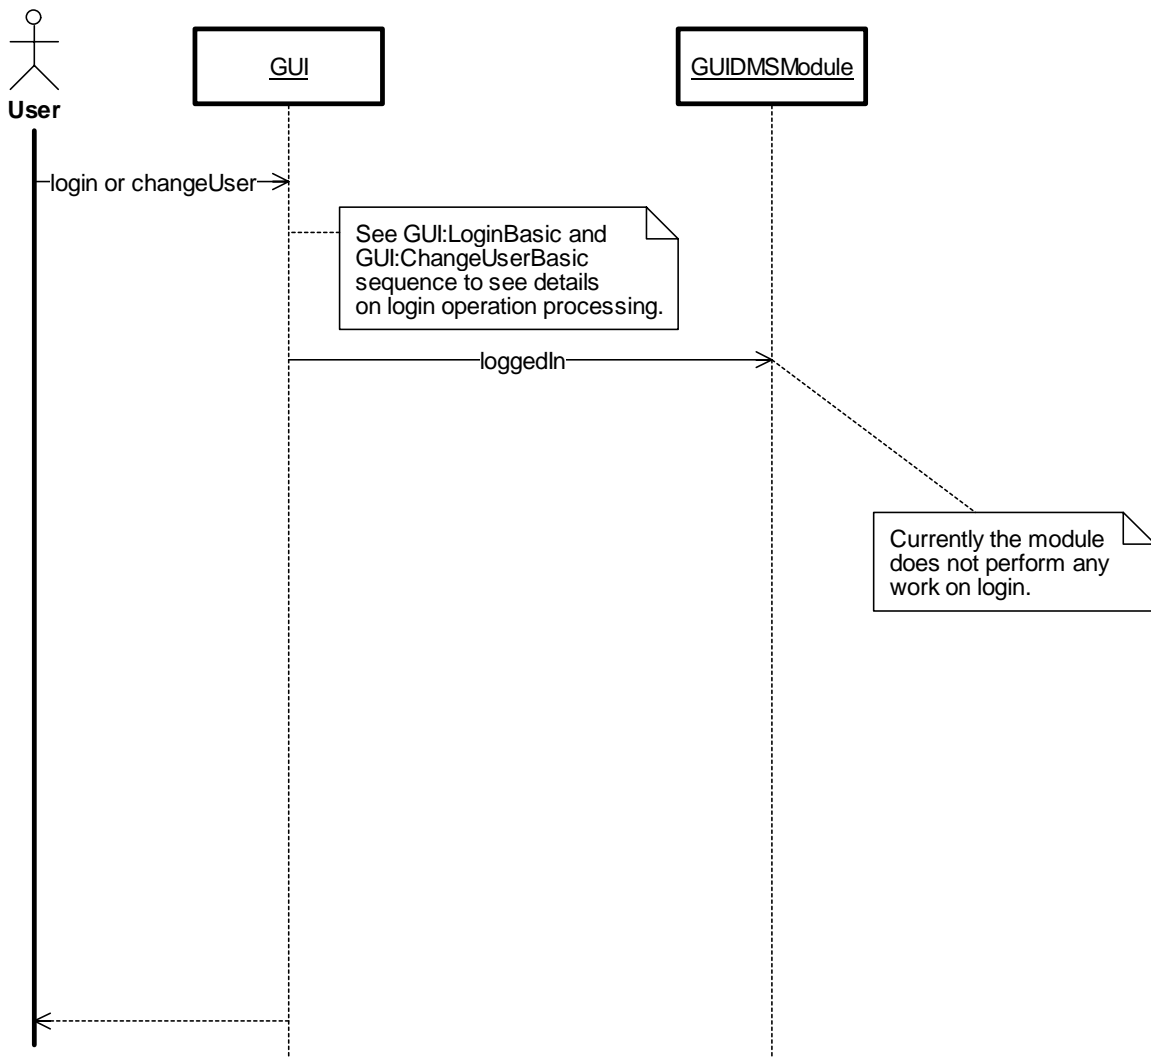 GUI
GUIDMSModule
User
login or changeUser
See GUI:LoginBasic and
GUI:ChangeUserBasic
sequence to see details
on login operation processing.
loggedIn
Currently the module
does not perform any
work on login.